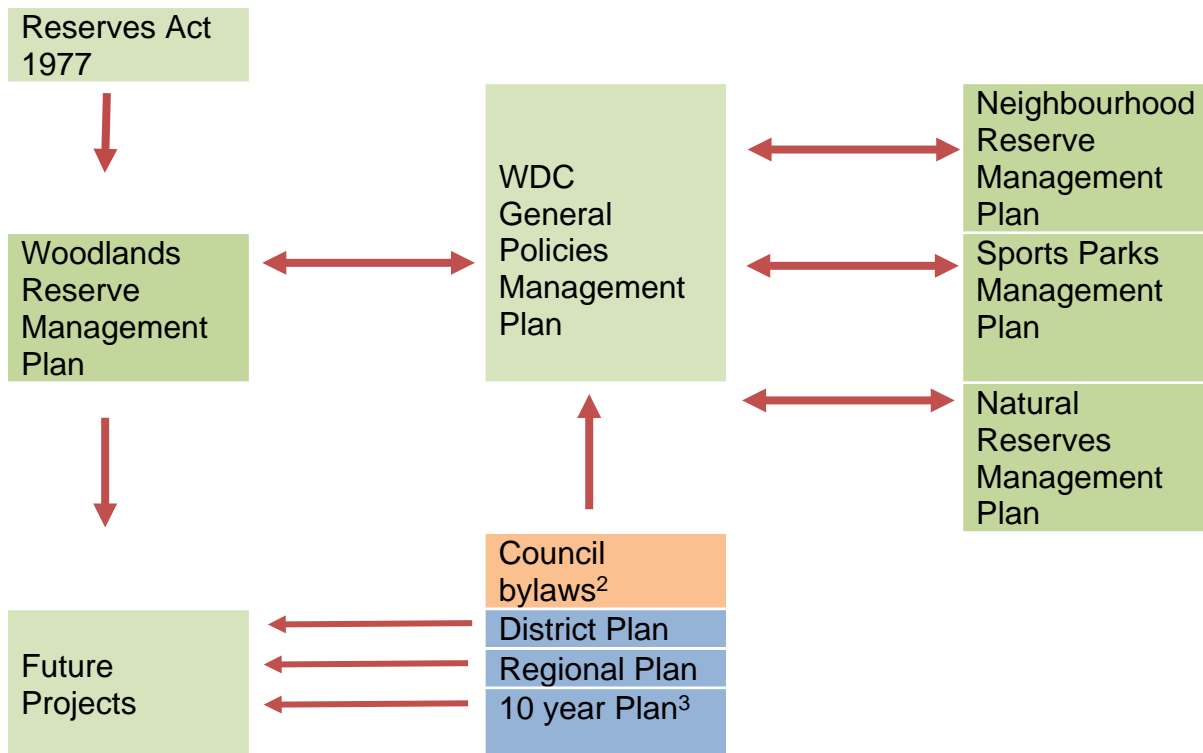 Reserves Act
1977
Woodlands
Reserve
Management
Plan
Future
Projects
WDC
General
Policies
Management
Plan
Council
bylaws²
District Plan
Regional Plan
10 year Plan³
Neighbourhood
Reserve
Management
Plan
Sports Parks
Management
Plan
Natural
Reserves
Management
Plan